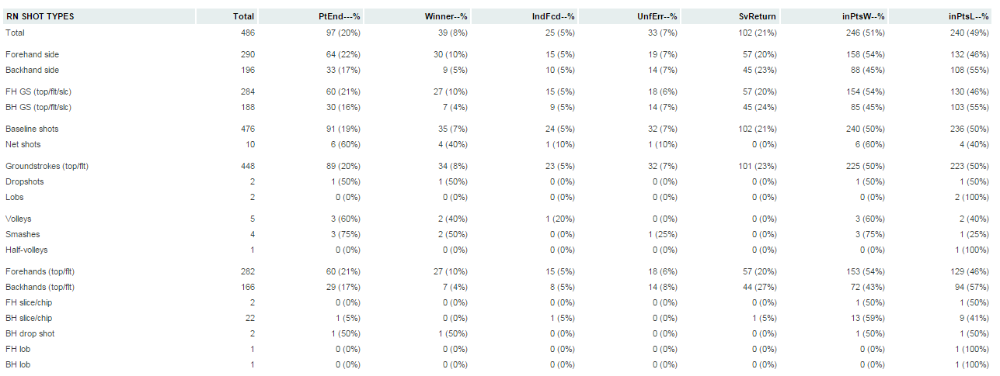 RN SHOT TYPES Total PtEnd---% Winner--% IndFcd--% UnfErr--% SvReturn inPtsW--% inPtsL--%
Total 486 97 (20%) 39 (8%) 25 (5%) 33 (7%) 102 (21%) 246 (51%) 240 (49%)
Forehand side 290 64 (22%) 30 (10%) 15 (5%) 19 (7%) 57 (20%) 158 (54%) 132 (46%)
Backhand side 196 33 (17%) 9 (5%) 10 (5%) 14 (7%) 45 (23%) 88 (45%) 108 (55%)
FH GS (top/flt/slc) 284 60 (21%) 27 (10%) 15 (5%) 18 (6%) 57 (20%) 154 (54%) 130 (46%)
BH GS (top/flt/slc) 188 30 (16%) 7 (4%) 9 (5%) 14 (7%) 45 (24%) 85 (45%) 103 (55%)
Baseline shots 476 91 (19%) 35 (7%) 24 (5%) 32 (7%) 102 (21%) 240 (50%) 236 (50%)
Net shots 10 6 (60%) 4 (40%) 1 (10%) 1 (10%) 0 (0%) 6 (60%) 4 (40%)
Groundstrokes (top/flt) 448 89 (20%) 34 (8%) 23 (5%) 32 (7%) 101 (23%) 225 (50%) 223 (50%)
Dropshots 2 1 (50%) 1 (50%) 0 (0%) 0 (0%) 0 (0%) 1 (50%) 1 (50%)
Lobs 2 0 (0%) 0 (0%) 0 (0%) 0 (0%) 0 (0%) 0 (0%) 2 (100%)
Volleys 5 3 (60%) 2 (40%) 1 (20%) 0 (0%) 0 (0%) 3 (60%) 2 (40%)
Smashes 4 3 (75%) 2 (50%) 0 (0%) 1 (25%) 0 (0%) 3 (75%) 1 (25%)
Half-volleys 1 0 (0%) 0 (0%) 0 (0%) 0 (0%) 0 (0%) 0 (0%) 1 (100%)
Forehands (top/flt) 282 60 (21%) 27 (10%) 15 (5%) 18 (6%) 57 (20%) 153 (54%) 129 (46%)
Backhands (top/flt) 166 29 (17%) 7 (4%) 8 (5%) 14 (8%) 44 (27%) 72 (43%) 94 (57%)
FH slice/chip 2 0 (0%) 0 (0%) 0 (0%) 0 (0%) 0 (0%) 1 (50%) 1 (50%)
BH slice/chip 22 1 (5%) 0 (0%) 1 (5%) 0 (0%) 1 (5%) 13 (59%) 9 (41%)
BH drop shot 2 1 (50%) 1 (50%) 0 (0%) 0 (0%) 0 (0%) 1 (50%) 1 (50%)
FH lob 1 0 (0%) 0 (0%) 0 (0%) 0 (0%) 0 (0%) 0 (0%) 1 (100%)
BH lob 1 0 (0%) 0 (0%) 0 (0%) 0 (0%) 0 (0%) 0 (0%) 1 (100%)